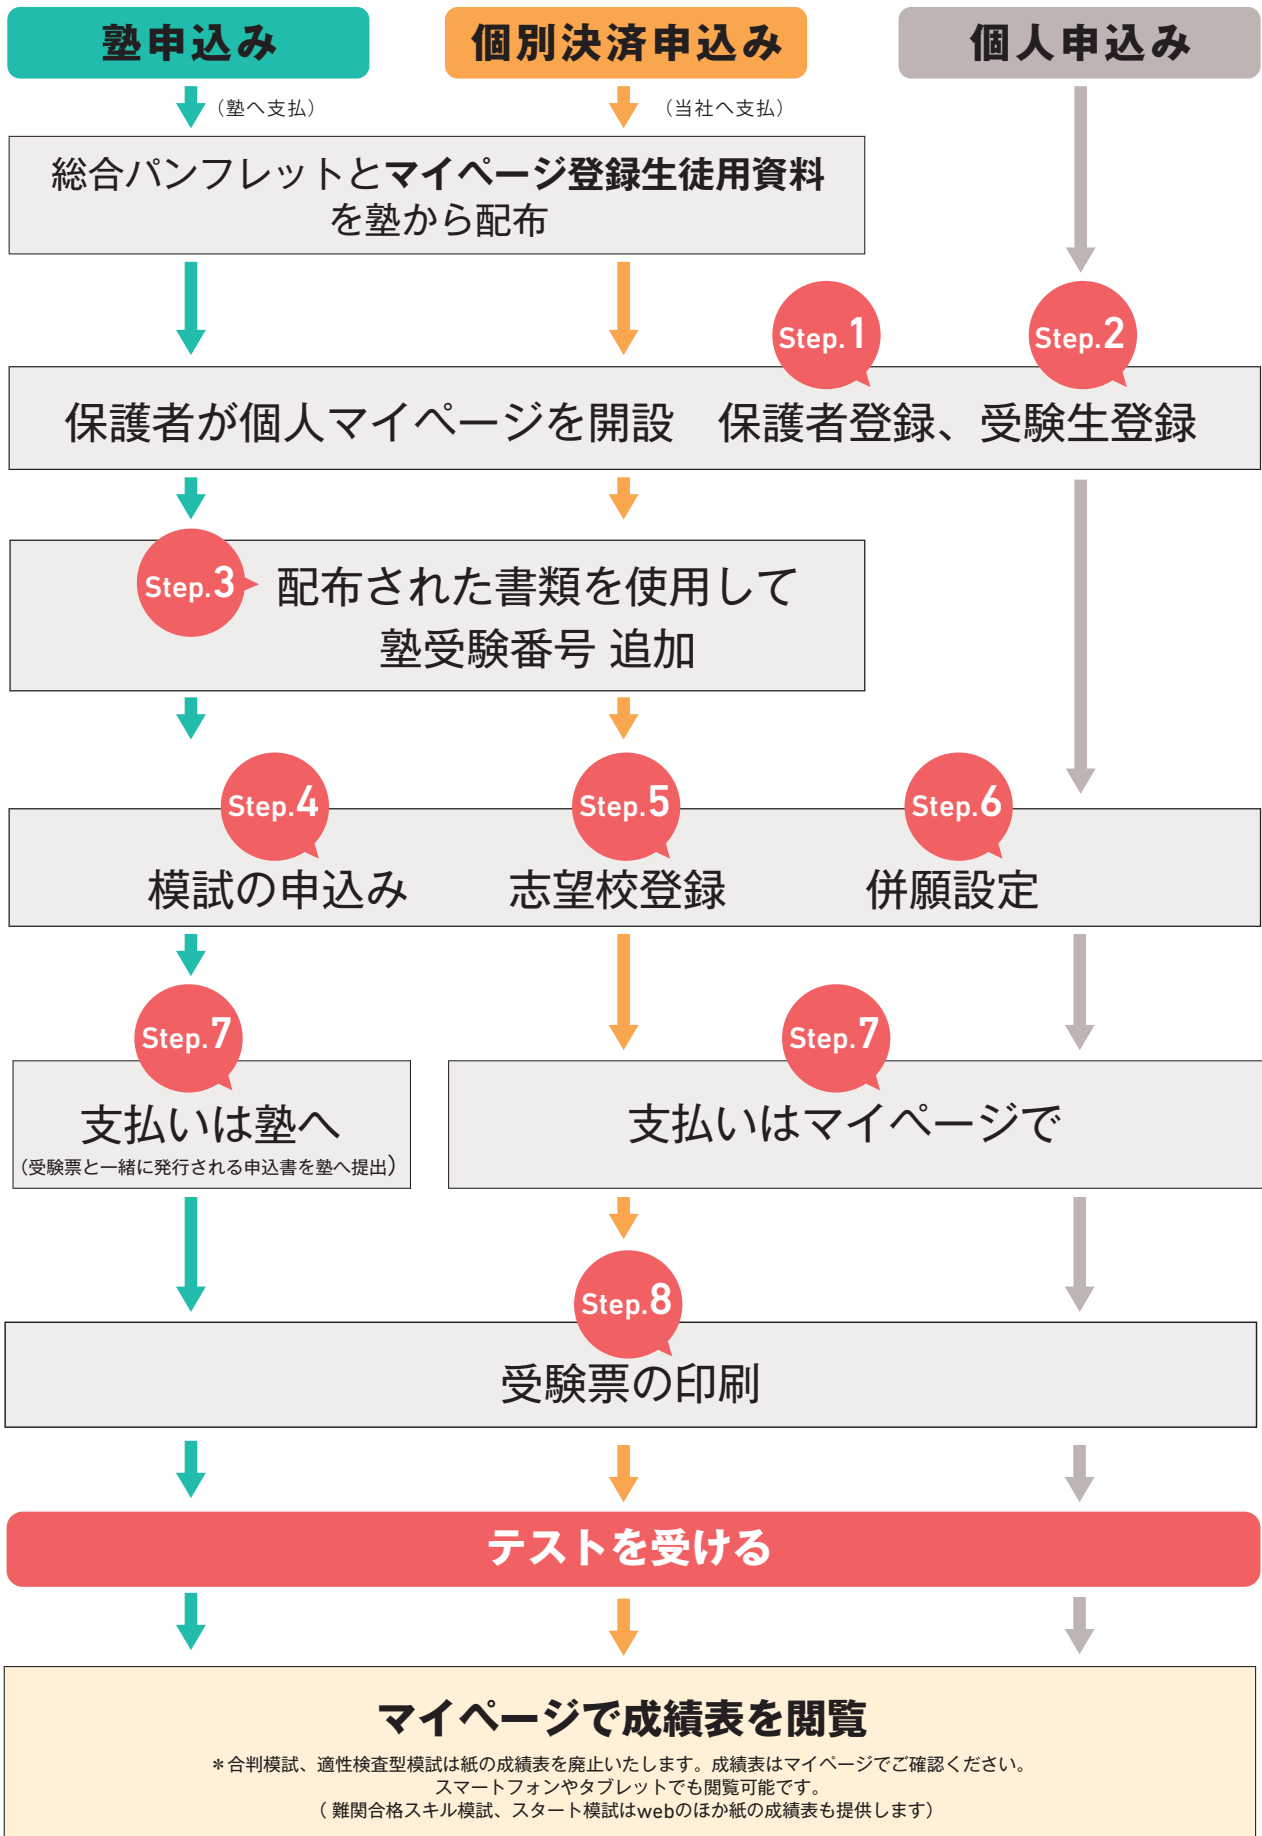 塾申込み
個別決済申込み
個人申込み
（塾へ支払）
（当社へ支払）
総合パンフレットとマイページ登録生徒用資料
を塾から配布
Step.1
Step.2
保護者が個人マイページを開設　保護者登録、受験生登録
Step.3
配布された書類を使用して
塾受験番号 追加
Step.4
Step.5
Step.6
模試の申込み
志望校登録
併願設定
Step.7
Step.7
支払いは塾へ
（受験票と一緒に発行される申込書を塾へ提出）
支払いはマイページで
Step.8
受験票の印刷
テストを受ける
マイページで成績表を閲覧
＊合判模試、適性検査型模試は紙の成績表を廃止いたします。成績表はマイページでご確認ください。
スマートフォンやタブレットでも閲覧可能です。
（ 難関合格スキル模試、スタート模試はwebのほか紙の成績表も提供します）